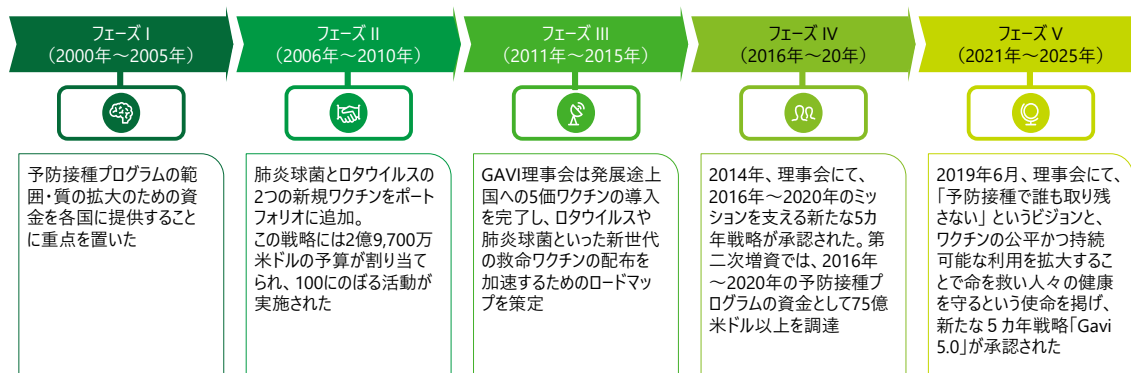 フェーズ I
（2000年～2005年）
フェーズ II
（2006年～2010年）
フェーズ III
（2011年～2015年）
フェーズ IV
（2016年～20年）
フェーズ V
（2021年～2025年）
予防接種プログラムの範
囲・質の拡大のための資
金を各国に提供すること
に重点を置いた
肺炎球菌とロタウイルスの
2つの新規ワクチンをポート
フォリオに追加。
この戦略には2億9,700万
米ドルの予算が割り当て
られ、100にのぼる活動が
実施された
GAVI理事会は発展途上
国への5価ワクチンの導入
を完了し、ロタウイルスや
肺炎球菌といった新世代
の救命ワクチンの配布を
加速するためのロードマッ
プを策定
2014年、理事会にて、
2016年～2020年のミッ
ションを支える新たな5カ
年戦略が承認された。第
二次増資では、2016年
～2020年の予防接種プ
ログラムの資金として75億
米ドル以上を調達
2019年6月、理事会にて、
「予防接種で誰も取り残
さない」というビジョンと、
ワクチンの公平かつ持続
可能な利用を拡大するこ
とで命を救い人々の健康
を守るという使命を掲げ、
新たな５カ年戦略「Gavi
5.0」が承認された